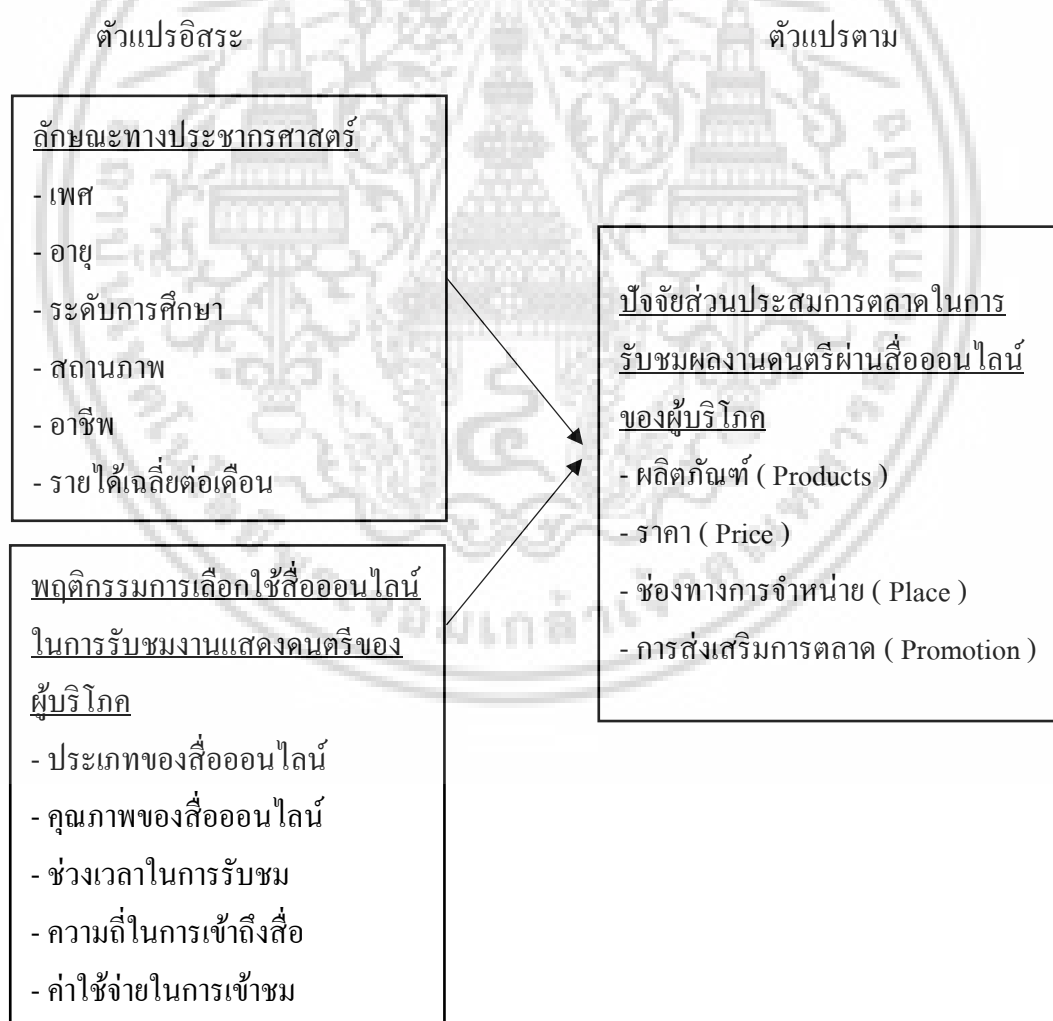 ตัวแปรอิสระ
ตัวแปรตาม
ลักษณะทางประชากรศาสตร์
- เพศ
- อายุ
- ระดับการศึกษา
- สถานภาพ
- อาชีพ
- รายได้เฉลี่ยต่อเดือน
พฤติกรรมการเลือกใช้สื่อออนไลน์
ในการรับชมงานแสดงดนตรีของ
ผู้บริโภค
- ประเภทของสื่อออนไลน์
- คุณภาพของสื่อออนไลน์
- ช่วงเวลาในการรับชม
- ความถี่ในการเข้าถึงสื่อ
- ค่าใช้จ่ายในการเข้าชม
ปัจจัยส่วนประสมการตลาดในการ
รับชมผลงานดนตรีผ่านสื่อออนไลน์
ของผู้บริโภค
- ผลิตภัณฑ์ ( Products )
- ราคา ( Price )
- ช่องทางการจำหน่าย ( Place )
- การส่งเสริมการตลาด ( Promotion )